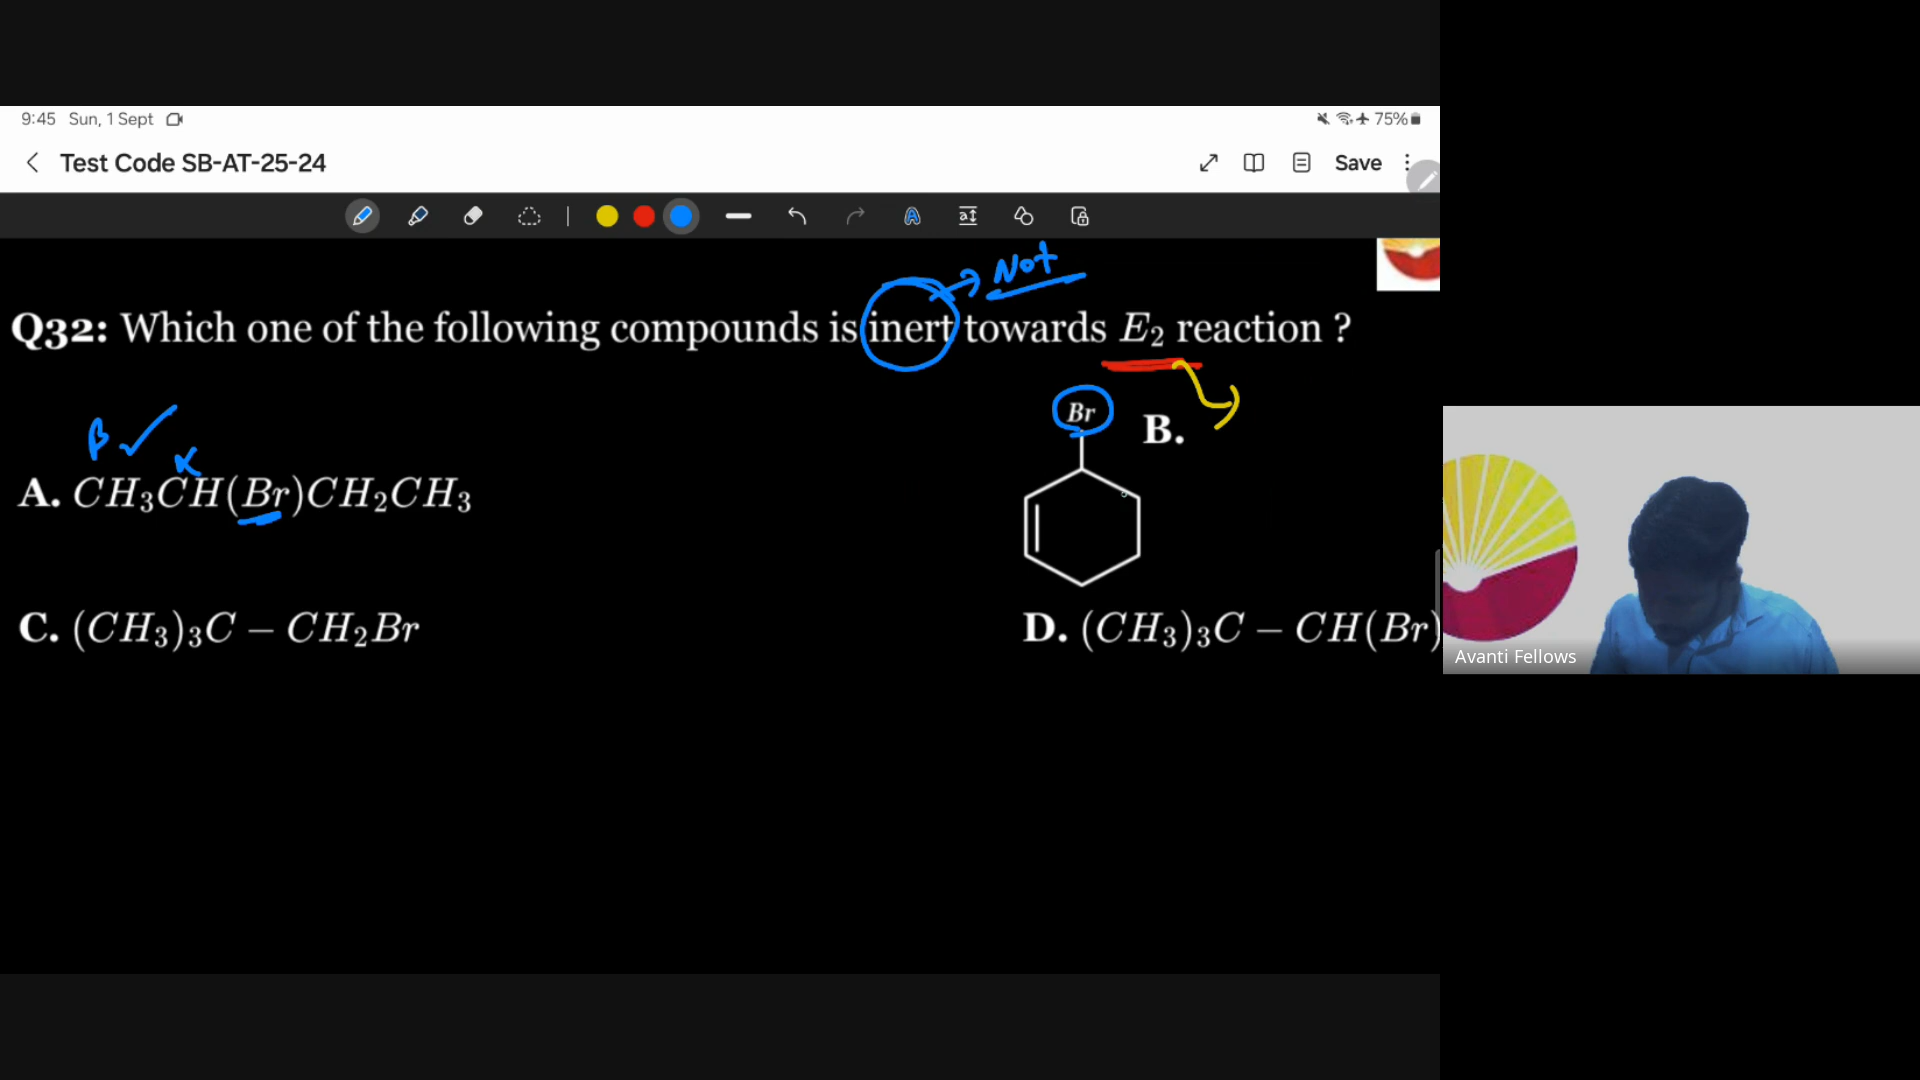 9:45 Sun, 1 Sept 75%
Test Code SB-AT-25-24
Save
Not
Q32: Which one of the following compounds is inert towards E₂ reaction ?
Br B.
β α
A. CH₃CH(Br)CH₂CH₃
C. (CH₃)₃C – CH₂Br
D. (CH₃)₃C – CH(Br)
Avanti Fellows